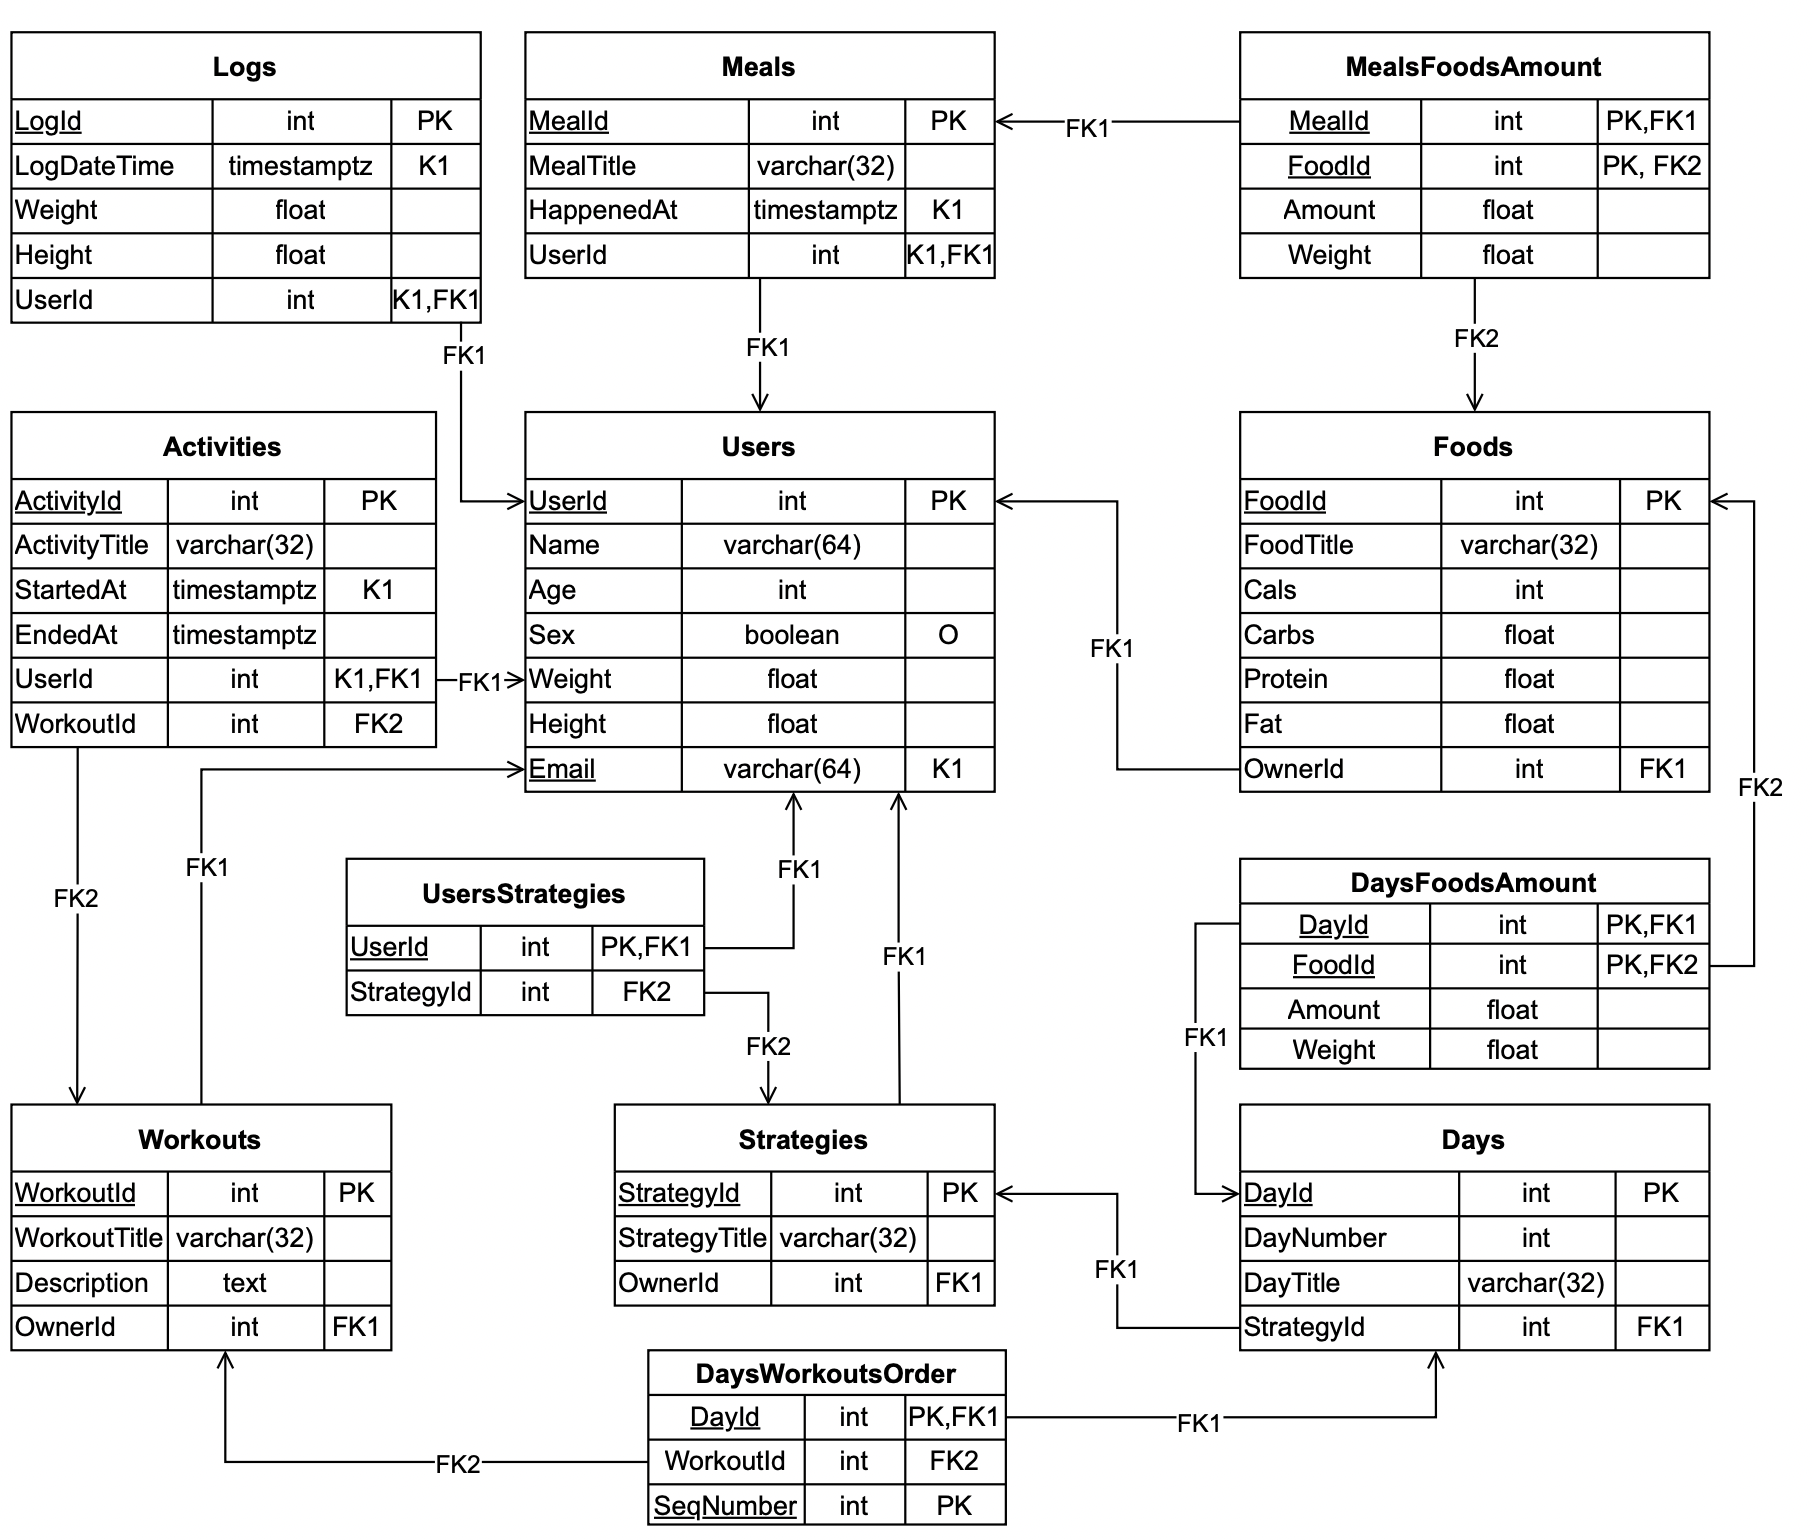 Logs
LogId int PK
LogDateTime timestamptz K1
Weight float
Height float
UserId int K1,FK1
FK1
Meals
MealId int PK
MealTitle varchar(32)
HappenedAt timestamptz K1
UserId int K1,FK1
FK1
FK1
MealsFoodsAmount
MealId int PK,FK1
FoodId int PK, FK2
Amount float
Weight float
FK2
Activities
ActivityId int PK
ActivityTitle varchar(32)
StartedAt timestamptz K1
EndedAt timestamptz
UserId int K1,FK1
WorkoutId int FK2
FK1
Users
UserId int PK
Name varchar(64)
Age int
Sex boolean O
Weight float
Height float
Email varchar(64) K1
FK1
Foods
FoodId int PK
FoodTitle varchar(32)
Cals int
Carbs float
Protein float
Fat float
OwnerId int FK1
FK2
FK2
FK1
UsersStrategies
UserId int PK,FK1
StrategyId int FK2
FK1
FK1
FK2
DaysFoodsAmount
DayId int PK,FK1
FoodId int PK,FK2
Amount float
Weight float
FK1
Workouts
WorkoutId int PK
WorkoutTitle varchar(32)
Description text
OwnerId int FK1
Strategies
StrategyId int PK
StrategyTitle varchar(32)
OwnerId int FK1
FK1
Days
DayId int PK
DayNumber int
DayTitle varchar(32)
StrategyId int FK1
DaysWorkoutsOrder
DayId int PK,FK1
WorkoutId int FK2
SeqNumber int PK
FK1
FK2